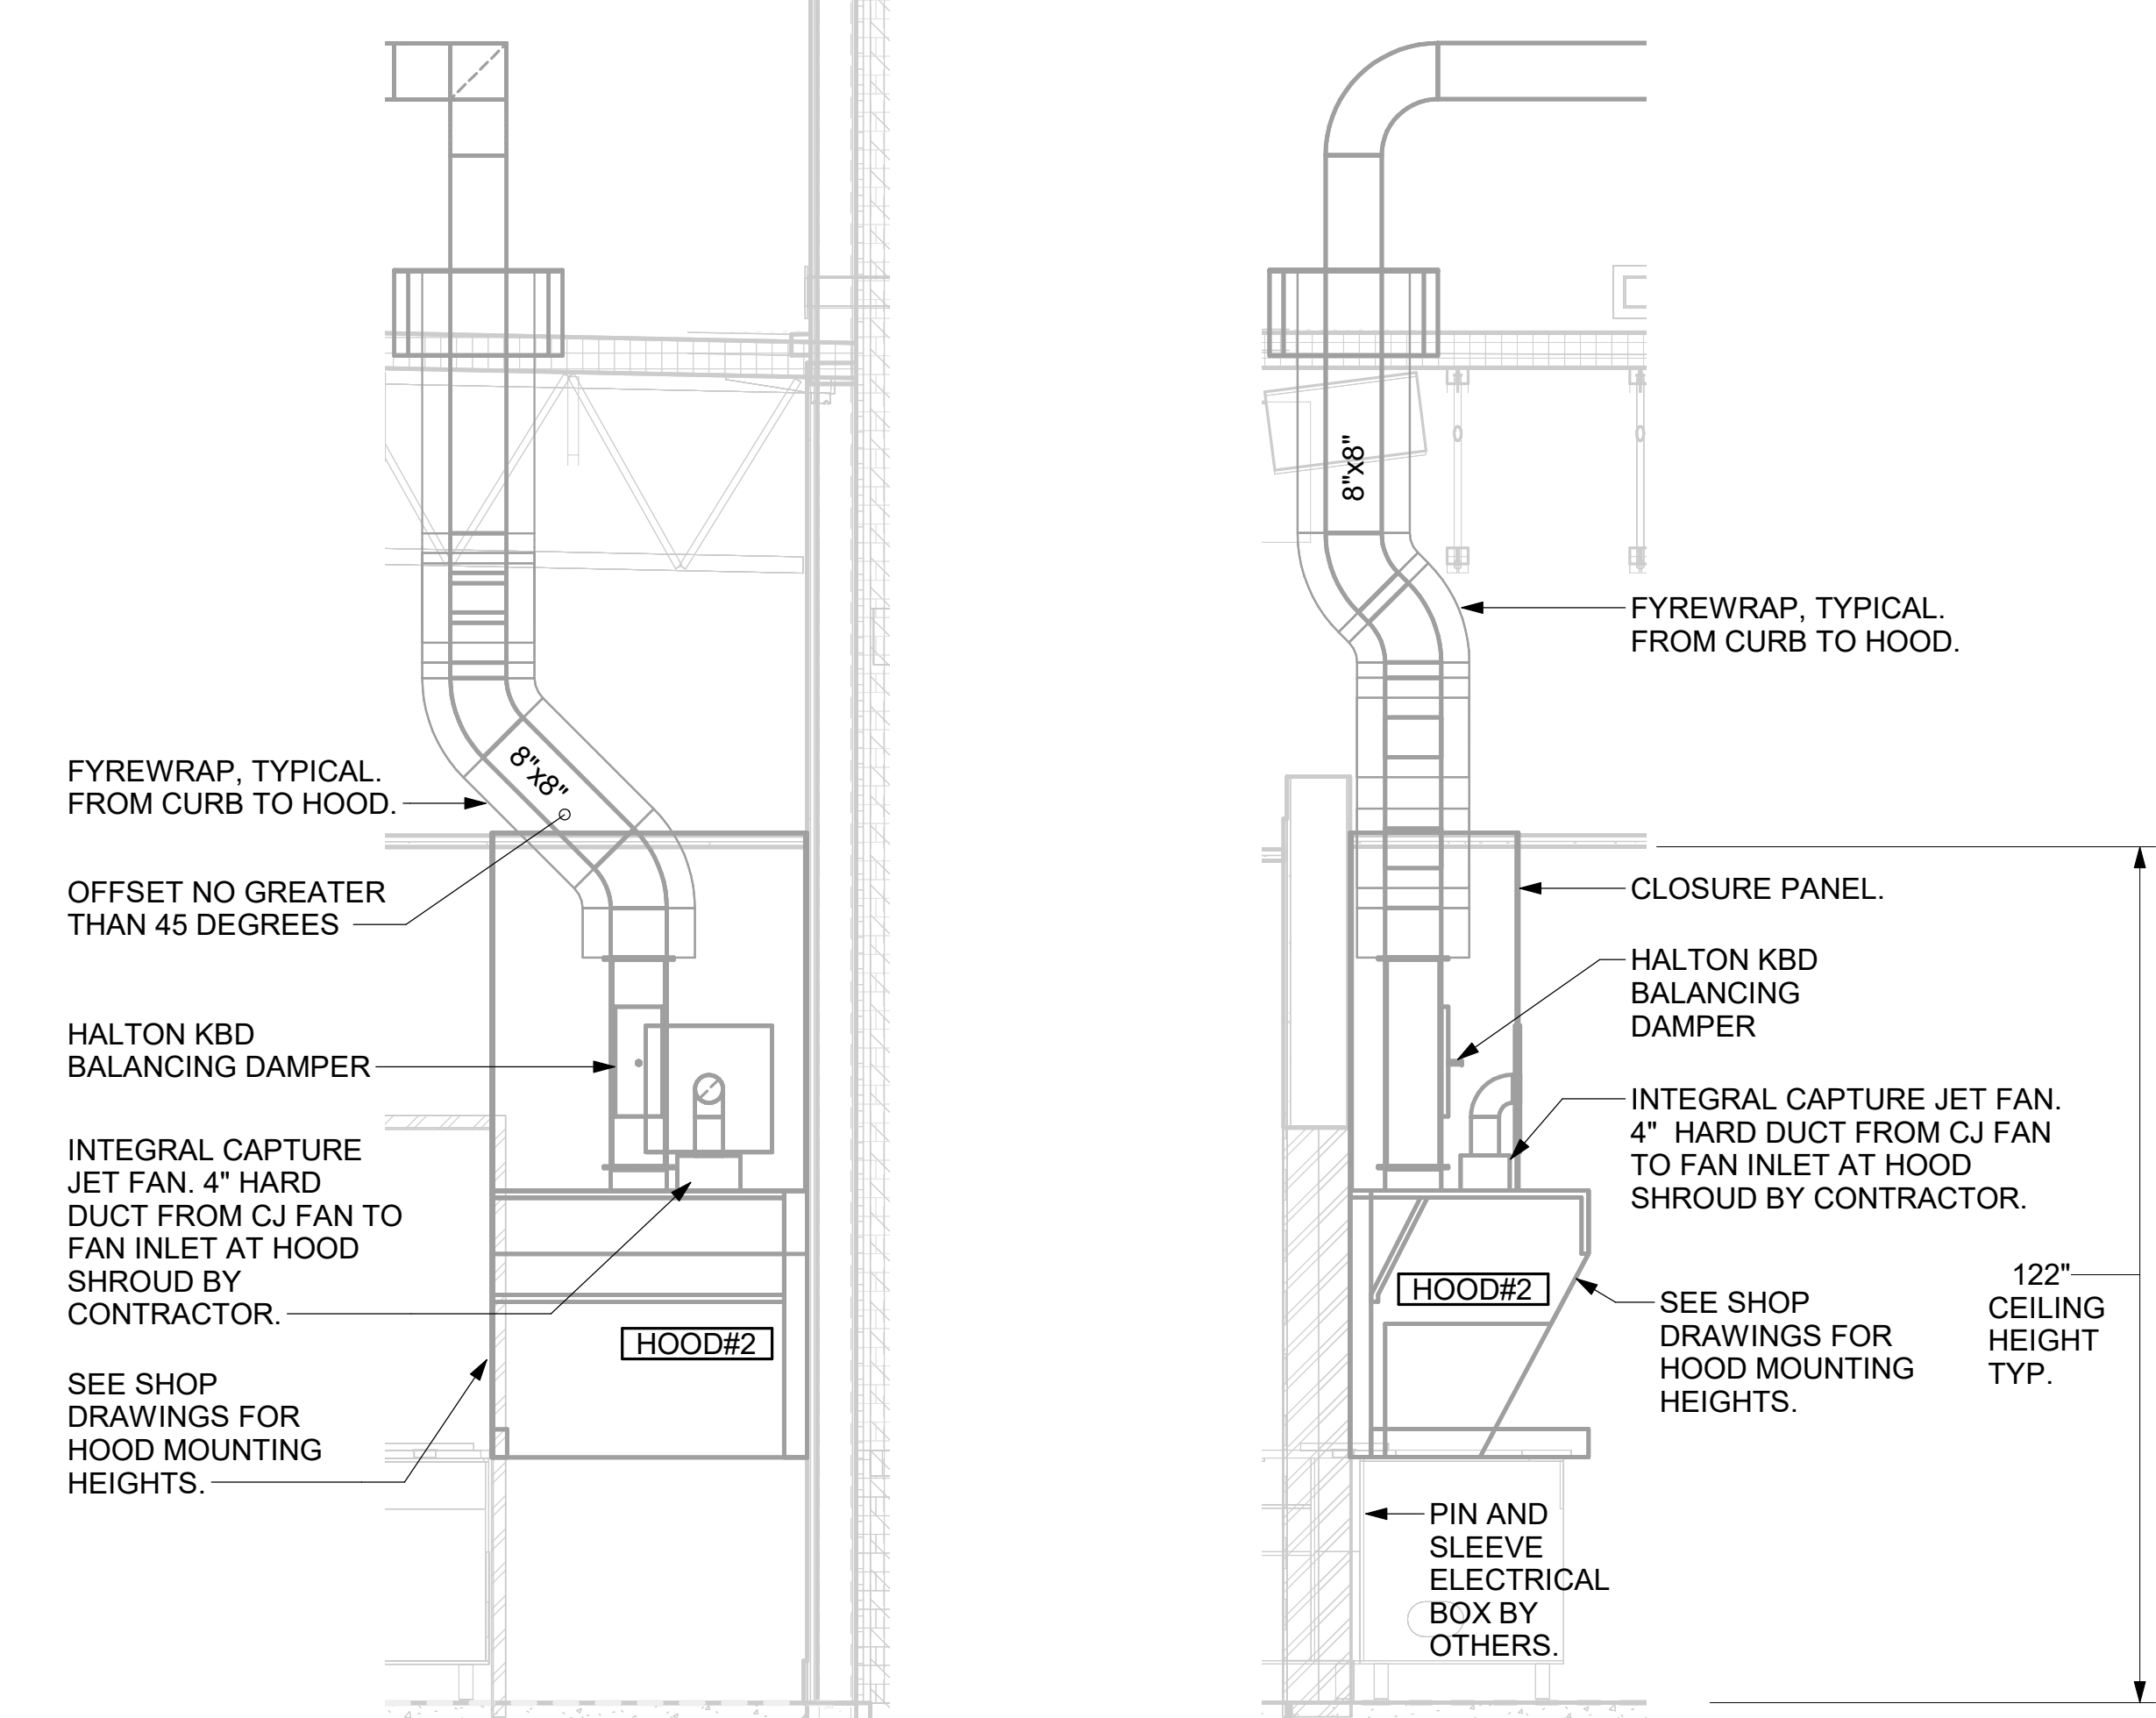 8"x8"
FYREWRAP, TYPICAL.
FROM CURB TO HOOD.
OFFSET NO GREATER
THAN 45 DEGREES
HALTON KBD
BALANCING DAMPER
INTEGRAL CAPTURE
JET FAN. 4" HARD
DUCT FROM CJ FAN TO
FAN INLET AT HOOD
SHROUD BY
CONTRACTOR.
HOOD#2
SEE SHOP
DRAWINGS FOR
HOOD MOUNTING
HEIGHTS.
8"x8"
FYREWRAP, TYPICAL.
FROM CURB TO HOOD.
CLOSURE PANEL.
HALTON KBD
BALANCING
DAMPER
INTEGRAL CAPTURE JET FAN.
4" HARD DUCT FROM CJ FAN
TO FAN INLET AT HOOD
SHROUD BY CONTRACTOR.
HOOD#2
SEE SHOP
DRAWINGS FOR
HOOD MOUNTING
HEIGHTS.
122"
CEILING
HEIGHT
TYP.
PIN AND
SLEEVE
ELECTRICAL
BOX BY
OTHERS.